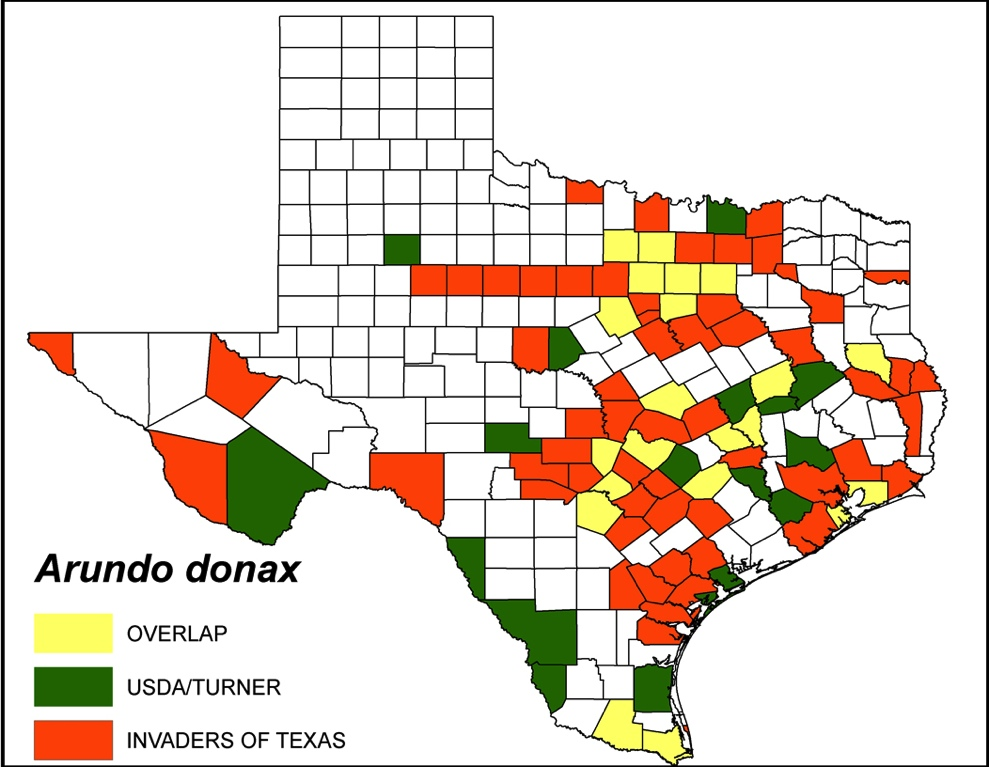 Arundo donax
OVERLAP
USDA/TURNER
INVADERS OF TEXAS